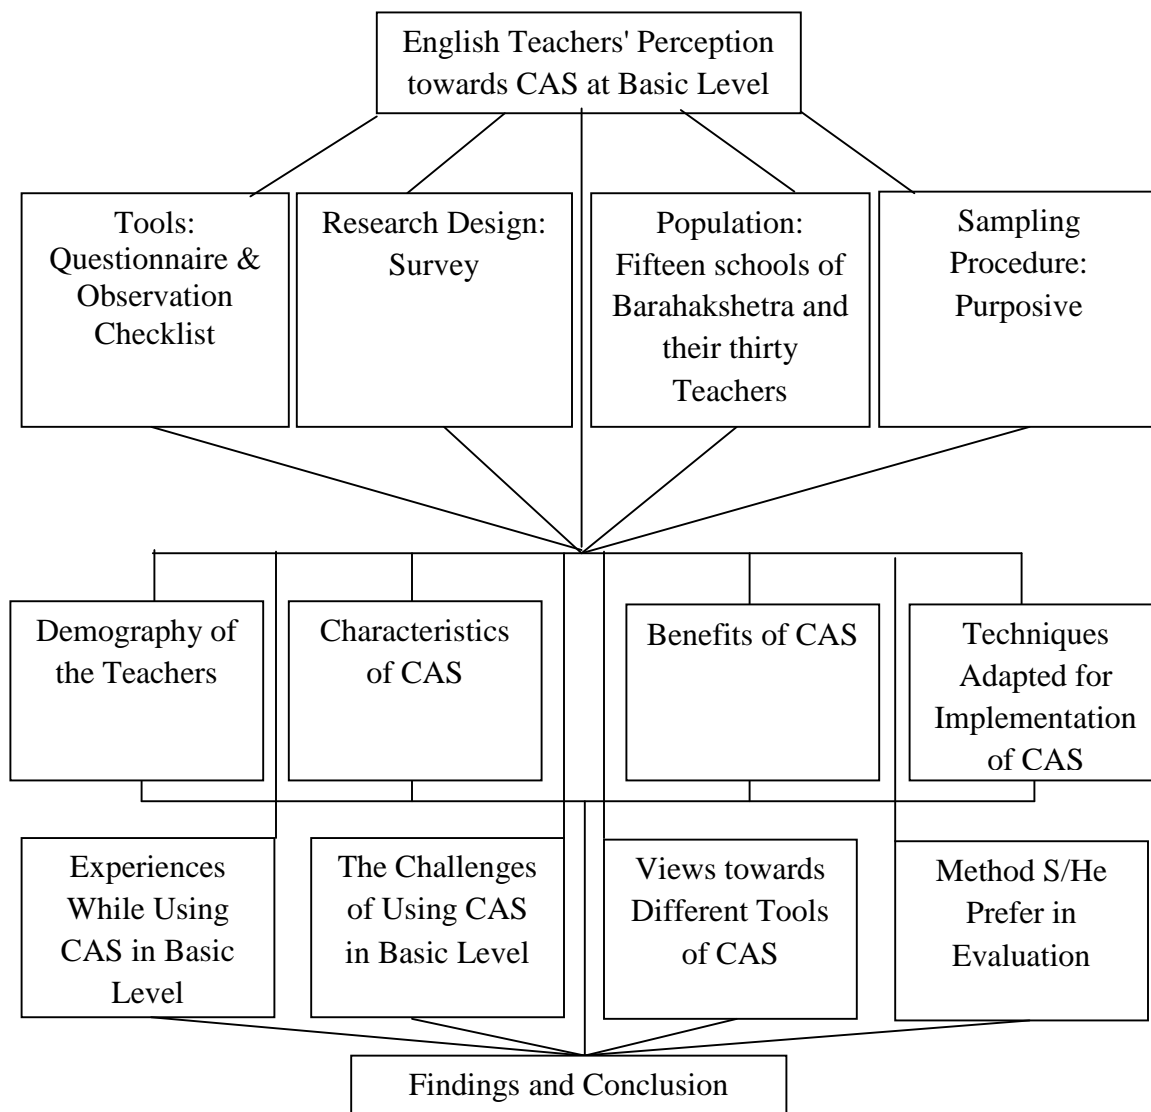 English Teachers' Perception
towards CAS at Basic Level
Tools:
Questionnaire &
Observation
Checklist
Research Design:
Survey
Population:
Fifteen schools of
Barahakshetra and
their thirty
Teachers
Sampling
Procedure:
Purposive
Demography of
the Teachers
Characteristics
of CAS
Benefits of CAS
Techniques
Adapted for
Implementation
of CAS
Experiences
While Using
CAS in Basic
Level
The Challenges
of Using CAS
in Basic Level
Views towards
Different Tools
of CAS
Method S/He
Prefer in
Evaluation
Findings and Conclusion